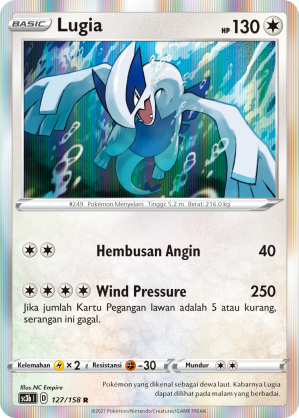 BASIC Lugia HP 130
#249 Pokémon Menyelam Tinggi: 5.2 m Berat: 216.0 kg
Hembusan Angin 40
Wind Pressure 250
Jika jumlah Kartu Pegangan lawan adalah 5 atau kurang,
serangan ini gagal.
Kelemahan ×2 Resistansi -30 Mundur
Illus. NC Empire
Pokémon yang dikenal sebagai dewa laut. Kabarnya
dapat dilihat pada malam yang berbadai.
sc3b I D 127/158 R
©2021 Pokémon/Nintendo/Creatures/GAME FREAK